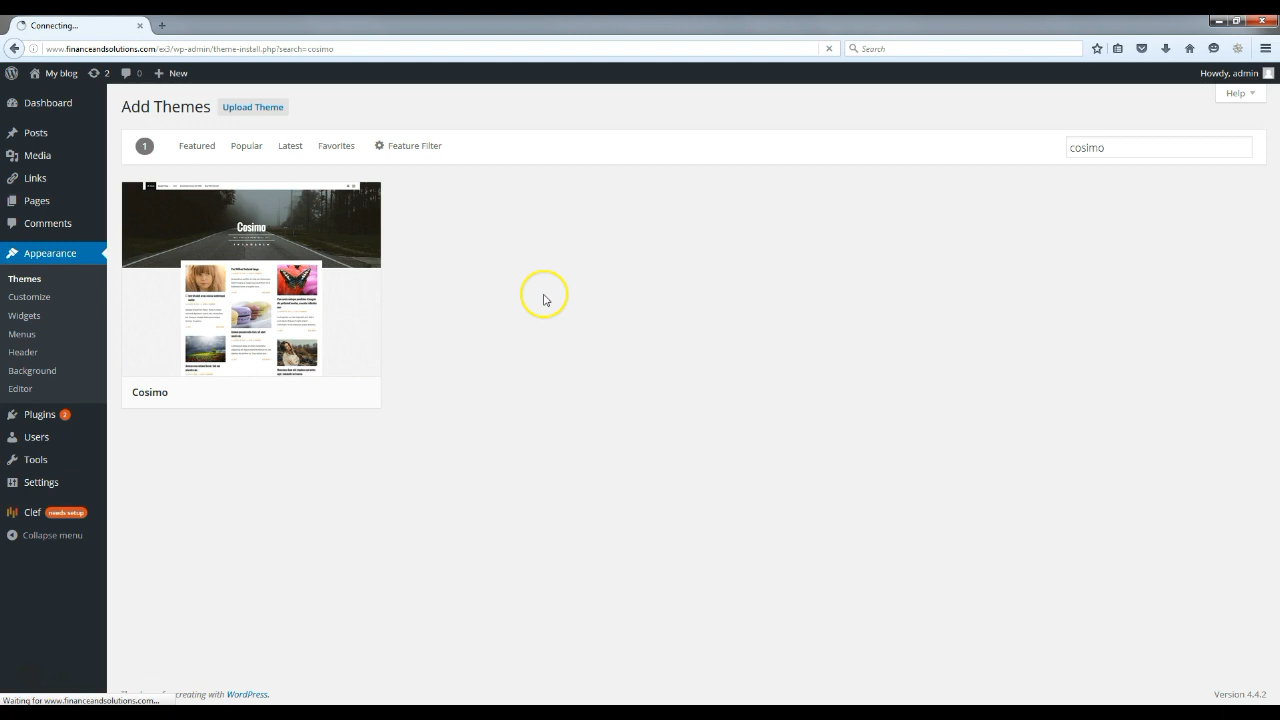 Connecting...
www.financeandsolutions.com/ex3/wp-admin/theme-install.php?search=cosimo
Search
My blog 2 0 New
Howdy, admin
Help
Dashboard
Posts
Media
Links
Pages
Comments
Appearance
Themes
Customize
Menus
Header
Background
Editor
Plugins 2
Users
Tools
Settings
Clef needs setup
Collapse menu
Add Themes Upload Theme
1 Featured Popular Latest Favorites Feature Filter
cosimo
Cosimo
Cosimo
creating with WordPress.
Version 4.4.2
Waiting for www.financeandsolutions.com...